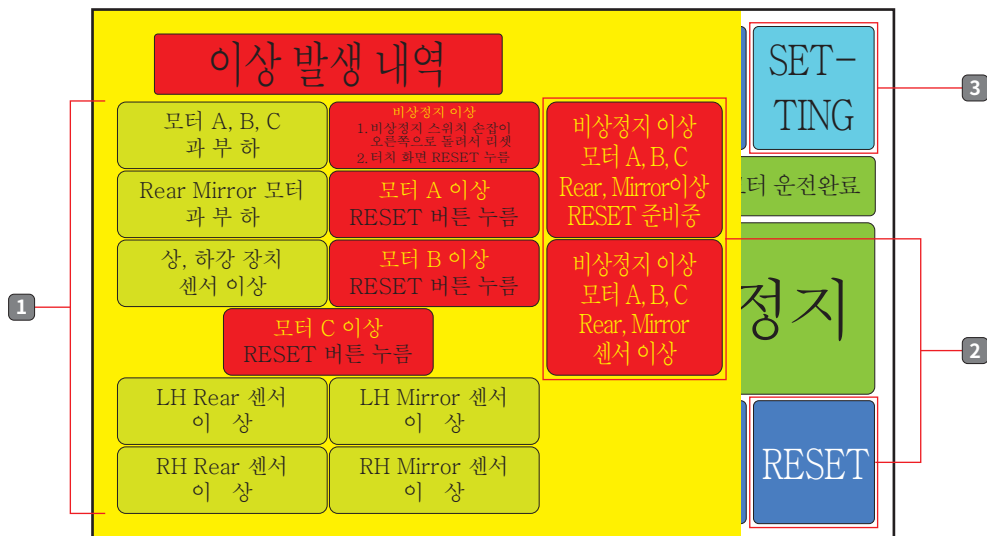 이상 발생 내역
모터 A, B, C
과 부 하
비상정지 이상
1. 비상정지 스위치 손잡이
오른쪽으로 돌려서 리셋
2. 터치 화면 RESET 누름
비상정지 이상
모터 A, B, C
Rear, Mirror이상
RESET 준비중
Rear Mirror 모터
과 부 하
모터 A 이상
RESET 버튼 누름
상, 하강 장치
센서 이상
모터 B 이상
RESET 버튼 누름
비상정지 이상
모터 A, B, C
Rear, Mirror
센서 이상
모터 C 이상
RESET 버튼 누름
LH Rear 센서
이 상
LH Mirror 센서
이 상
RH Rear 센서
이 상
RH Mirror 센서
이 상
SET-
TING
터 운전완료
정지
RESET
1
2
3